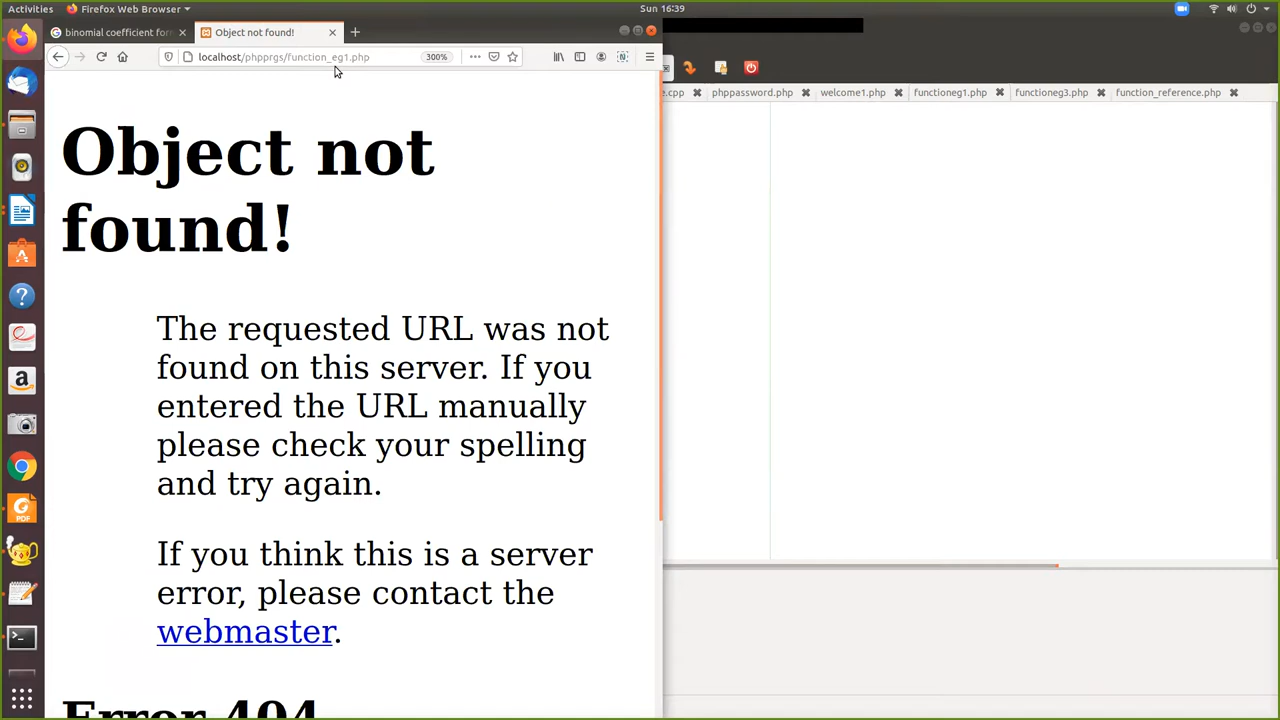 Activities Firefox Web Browser Sun 16:39
binomial coefficient for Object not found!
localhost/phpprgs/function_eg1.php 300%
e.cpp phppassword.php welcome1.php functioneg1.php functioneg3.php function_reference.php
Object not
found!
The requested URL was not
found on this server. If you
entered the URL manually
please check your spelling
and try again.
If you think this is a server
error, please contact the
webmaster.
Error 404